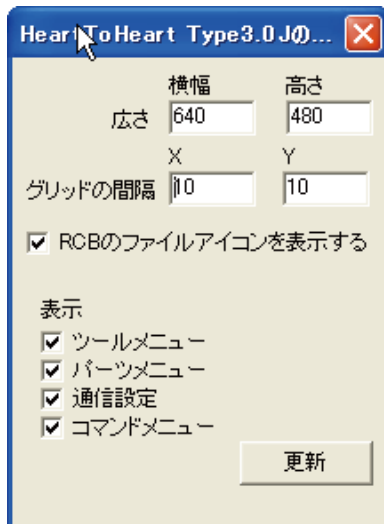 HeartToHeart Type3.0Jの...
横幅 高さ
広さ 640 480
X Y
グリッドの間隔 10 10
RCBのファイルアイコンを表示する
表示
ツールメニュー
パーツメニュー
通信設定
コマンドメニュー
更新